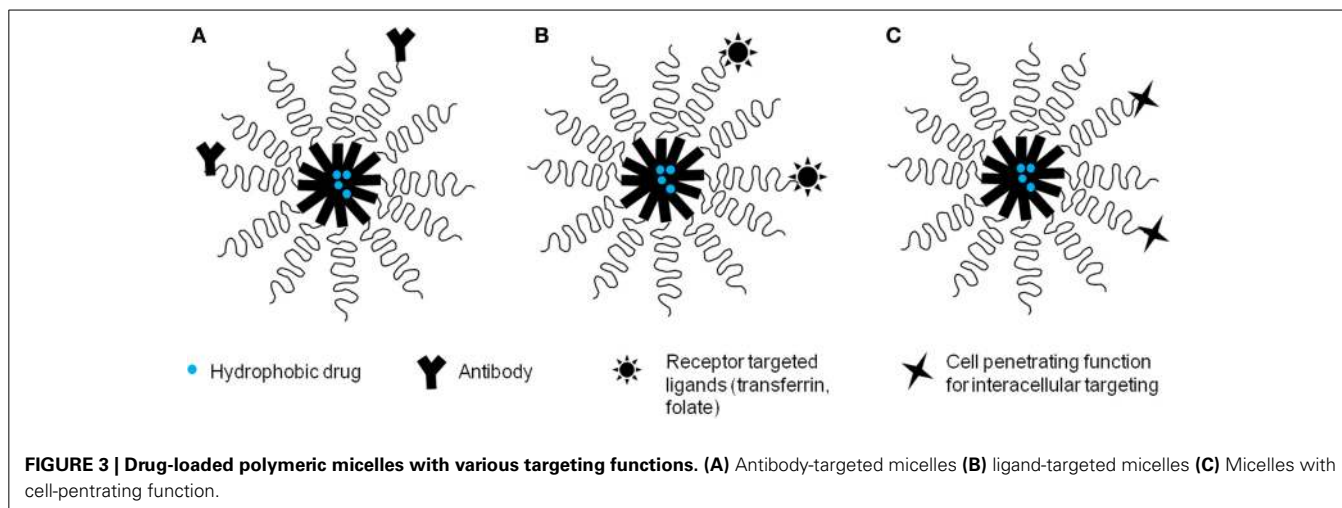 A
B
C
Hydrophobic drug
Antibody
Receptor targeted
ligands (transferrin,
folate)
Cell penetrating function
for interacellular targeting
FIGURE 3 | Drug-loaded polymeric micelles with various targeting functions. (A) Antibody-targeted micelles (B) ligand-targeted micelles (C) Micelles with
cell-pentrating function.